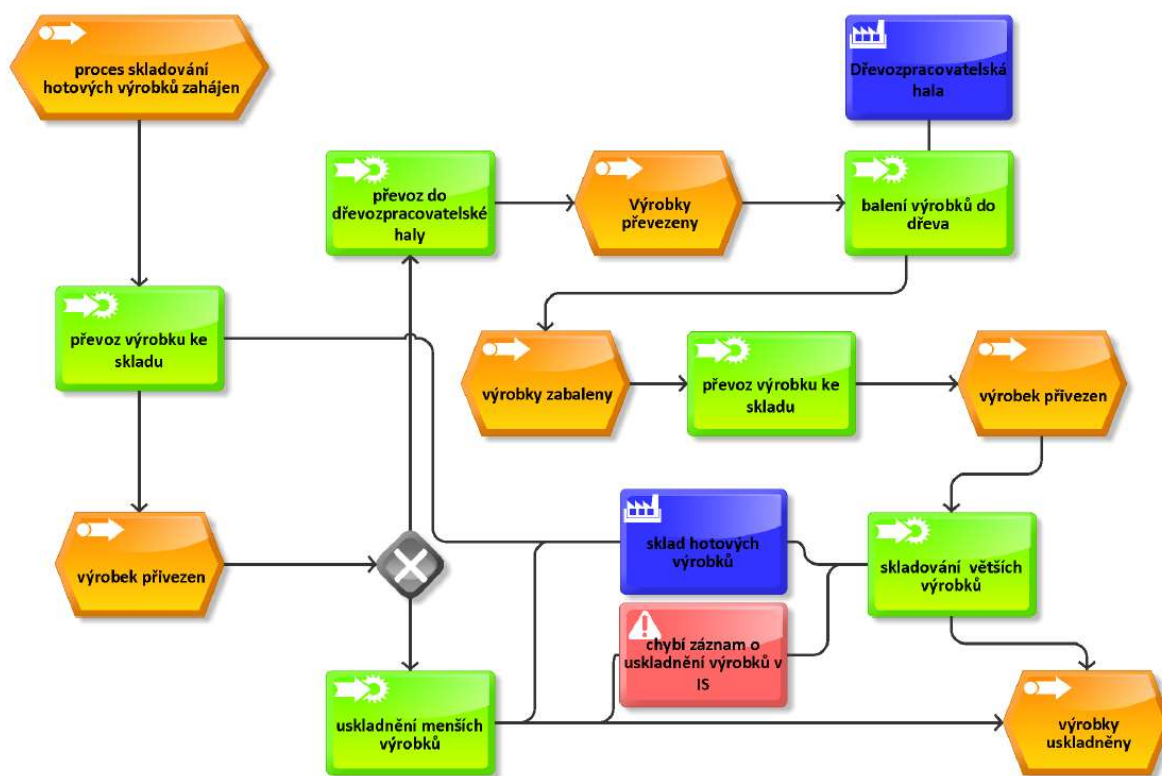 proces skladování
hotových výrobků zahájen
Dřevozpracovatelská
hala
převoz do
dřevozpracovatelské
haly
Výrobky
převezeny
balení výrobků do
dřeva
převoz výrobku ke
skladu
výrobky zabaleny
převoz výrobku ke
skladu
výrobek přivezen
výrobek přivezen
sklad hotových
výrobků
skladování větších
výrobků
chybí záznam o
uskladnění výrobků v
IS
uskladnění menších
výrobků
výrobky
uskladněny